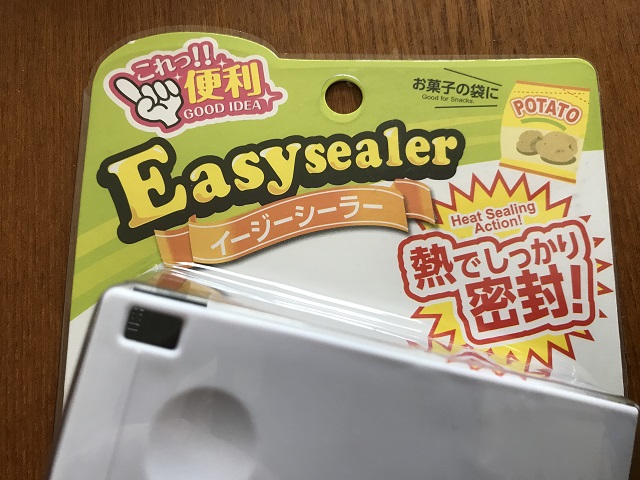 これっ!!
便利
GOOD IDEA
お菓子の袋に
Good for Snacks.
POTATO
Easysealer
イージーシーラー
Heat Sealing
Action!
熱でしっかり
密封!